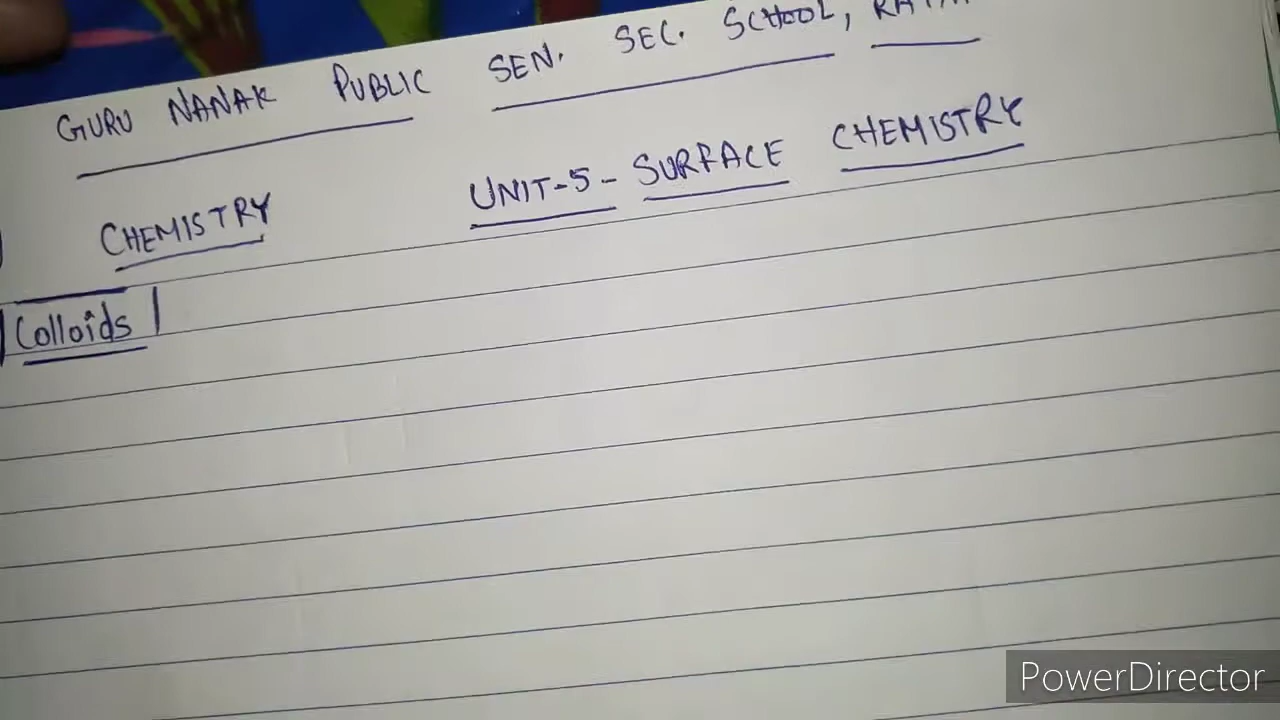 GURU NANAK PUBLIC SEN. SEC. SCHOOL,
CHEMISTRY UNIT-5- SURFACE CHEMISTRY
Colloids
PowerDirector